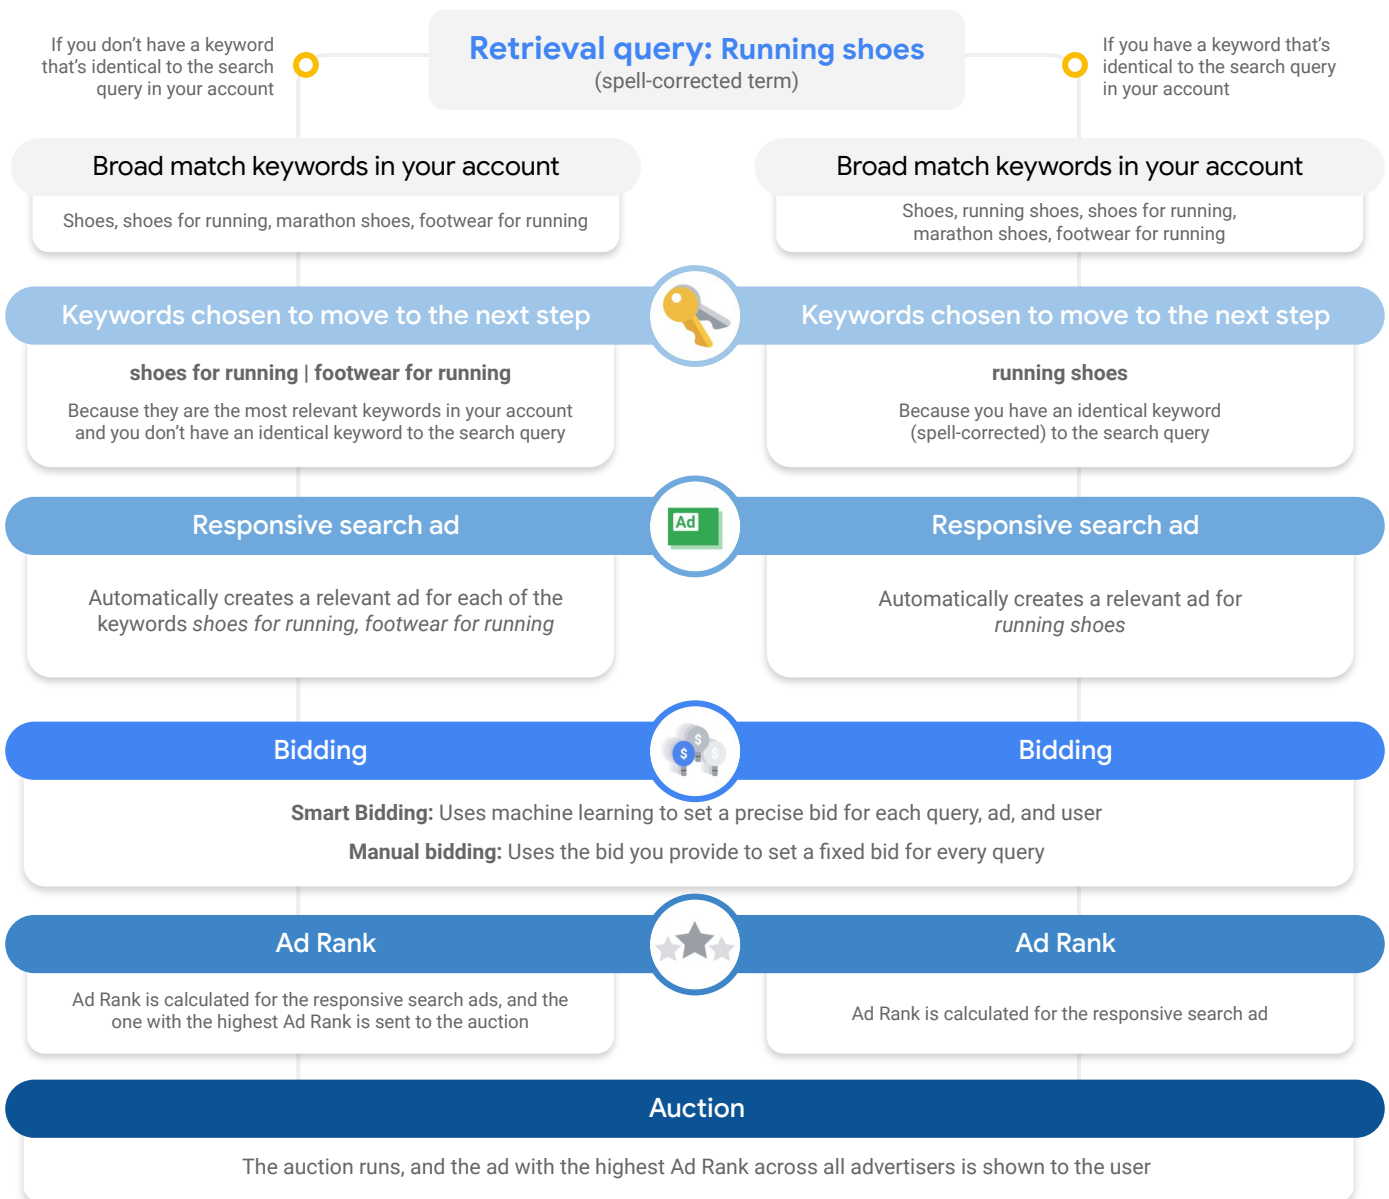 If you don't have a keyword
that's identical to the search
query in your account
Retrieval query: Running shoes
(spell-corrected term)
If you have a keyword that's
identical to the search query
in your account
Broad match keywords in your account
Shoes, shoes for running, marathon shoes, footwear for running
Broad match keywords in your account
Shoes, running shoes, shoes for running,
marathon shoes, footwear for running
Keywords chosen to move to the next step
shoes for running | footwear for running
Because they are the most relevant keywords in your account
and you don't have an identical keyword to the search query
Keywords chosen to move to the next step
running shoes
Because you have an identical keyword
(spell-corrected) to the search query
Responsive search ad
Automatically creates a relevant ad for each of the
keywords shoes for running, footwear for running
Ad
Responsive search ad
Automatically creates a relevant ad for
running shoes
Bidding
$ $ $
Bidding
Smart Bidding: Uses machine learning to set a precise bid for each query, ad, and user
Manual bidding: Uses the bid you provide to set a fixed bid for every query
Ad Rank
Ad Rank is calculated for the responsive search ads, and the
one with the highest Ad Rank is sent to the auction
Ad Rank
Ad Rank is calculated for the responsive search ad
Auction
The auction runs, and the ad with the highest Ad Rank across all advertisers is shown to the user